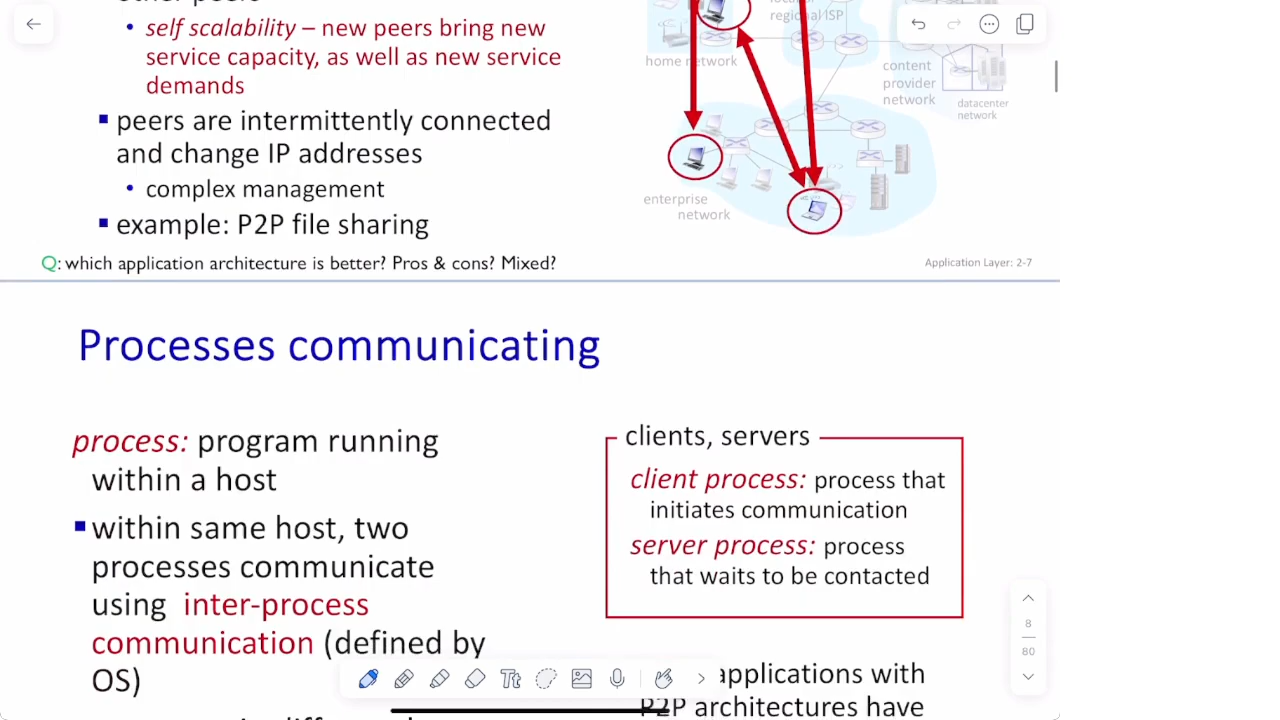 other peers
• self scalability – new peers bring new
service capacity, as well as new service
demands
peers are intermittently connected
and change IP addresses
• complex management
example: P2P file sharing
Q: which application architecture is better? Pros & cons? Mixed?
regional ISP
home network
content
provider
network
datacenter
network
enterprise
network
Application Layer: 2-7
Processes communicating
process: program running
within a host
within same host, two
processes communicate
using inter-process
communication (defined by
OS)
clients, servers
client process: process that
initiates communication
server process: process
that waits to be contacted
applications with
P2P architectures have
Tt
8
80